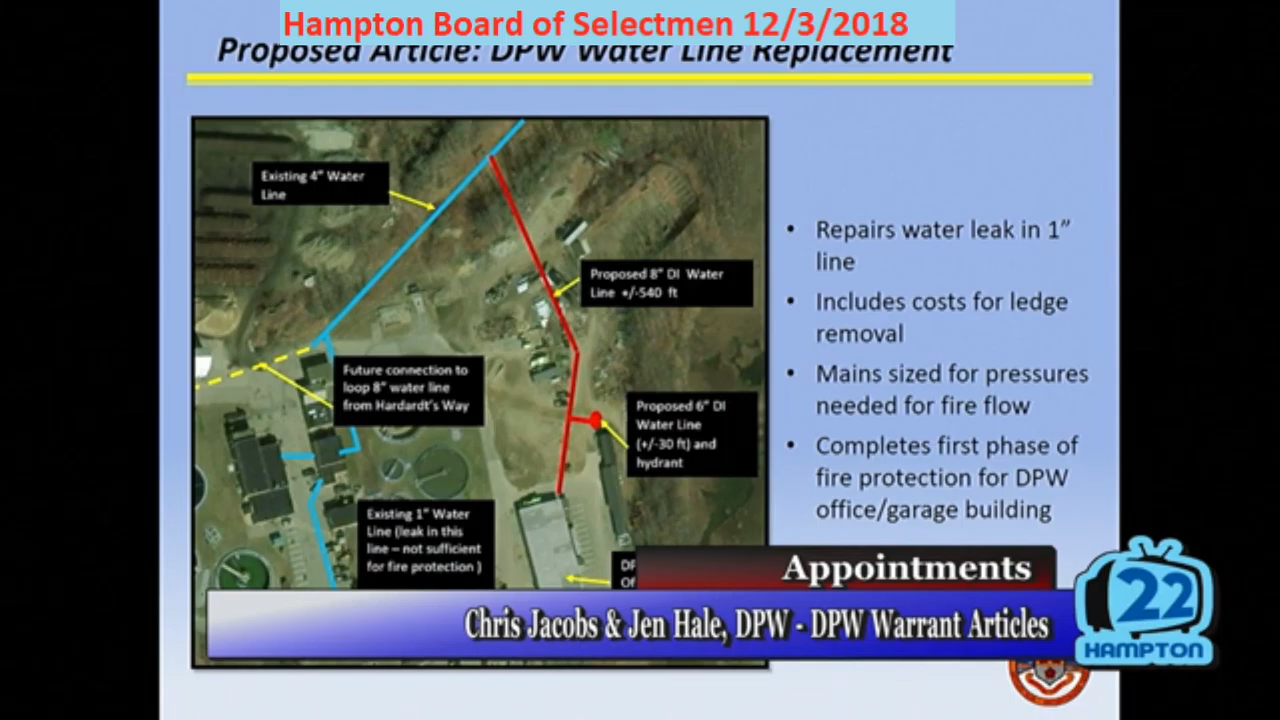 Hampton Board of Selectmen 12/3/2018
Proposed Article: DPW Water Line Replacement
Existing 4" Water
Line
Proposed 8" DI Water
Line +/-540 ft
Future connection to
loop 8" water line
from Hardardt's Way
Proposed 6" DI
Water Line
(+/-30 ft) and
hydrant
Existing 1" Water
Line (leak in this
line – not sufficient
for fire protection )
• Repairs water leak in 1"
line
• Includes costs for ledge
removal
• Mains sized for pressures
needed for fire flow
• Completes first phase of
fire protection for DPW
office/garage building
Appointments
Chris Jacobs & Jen Hale, DPW - DPW Warrant Articles
22
HAMPTON